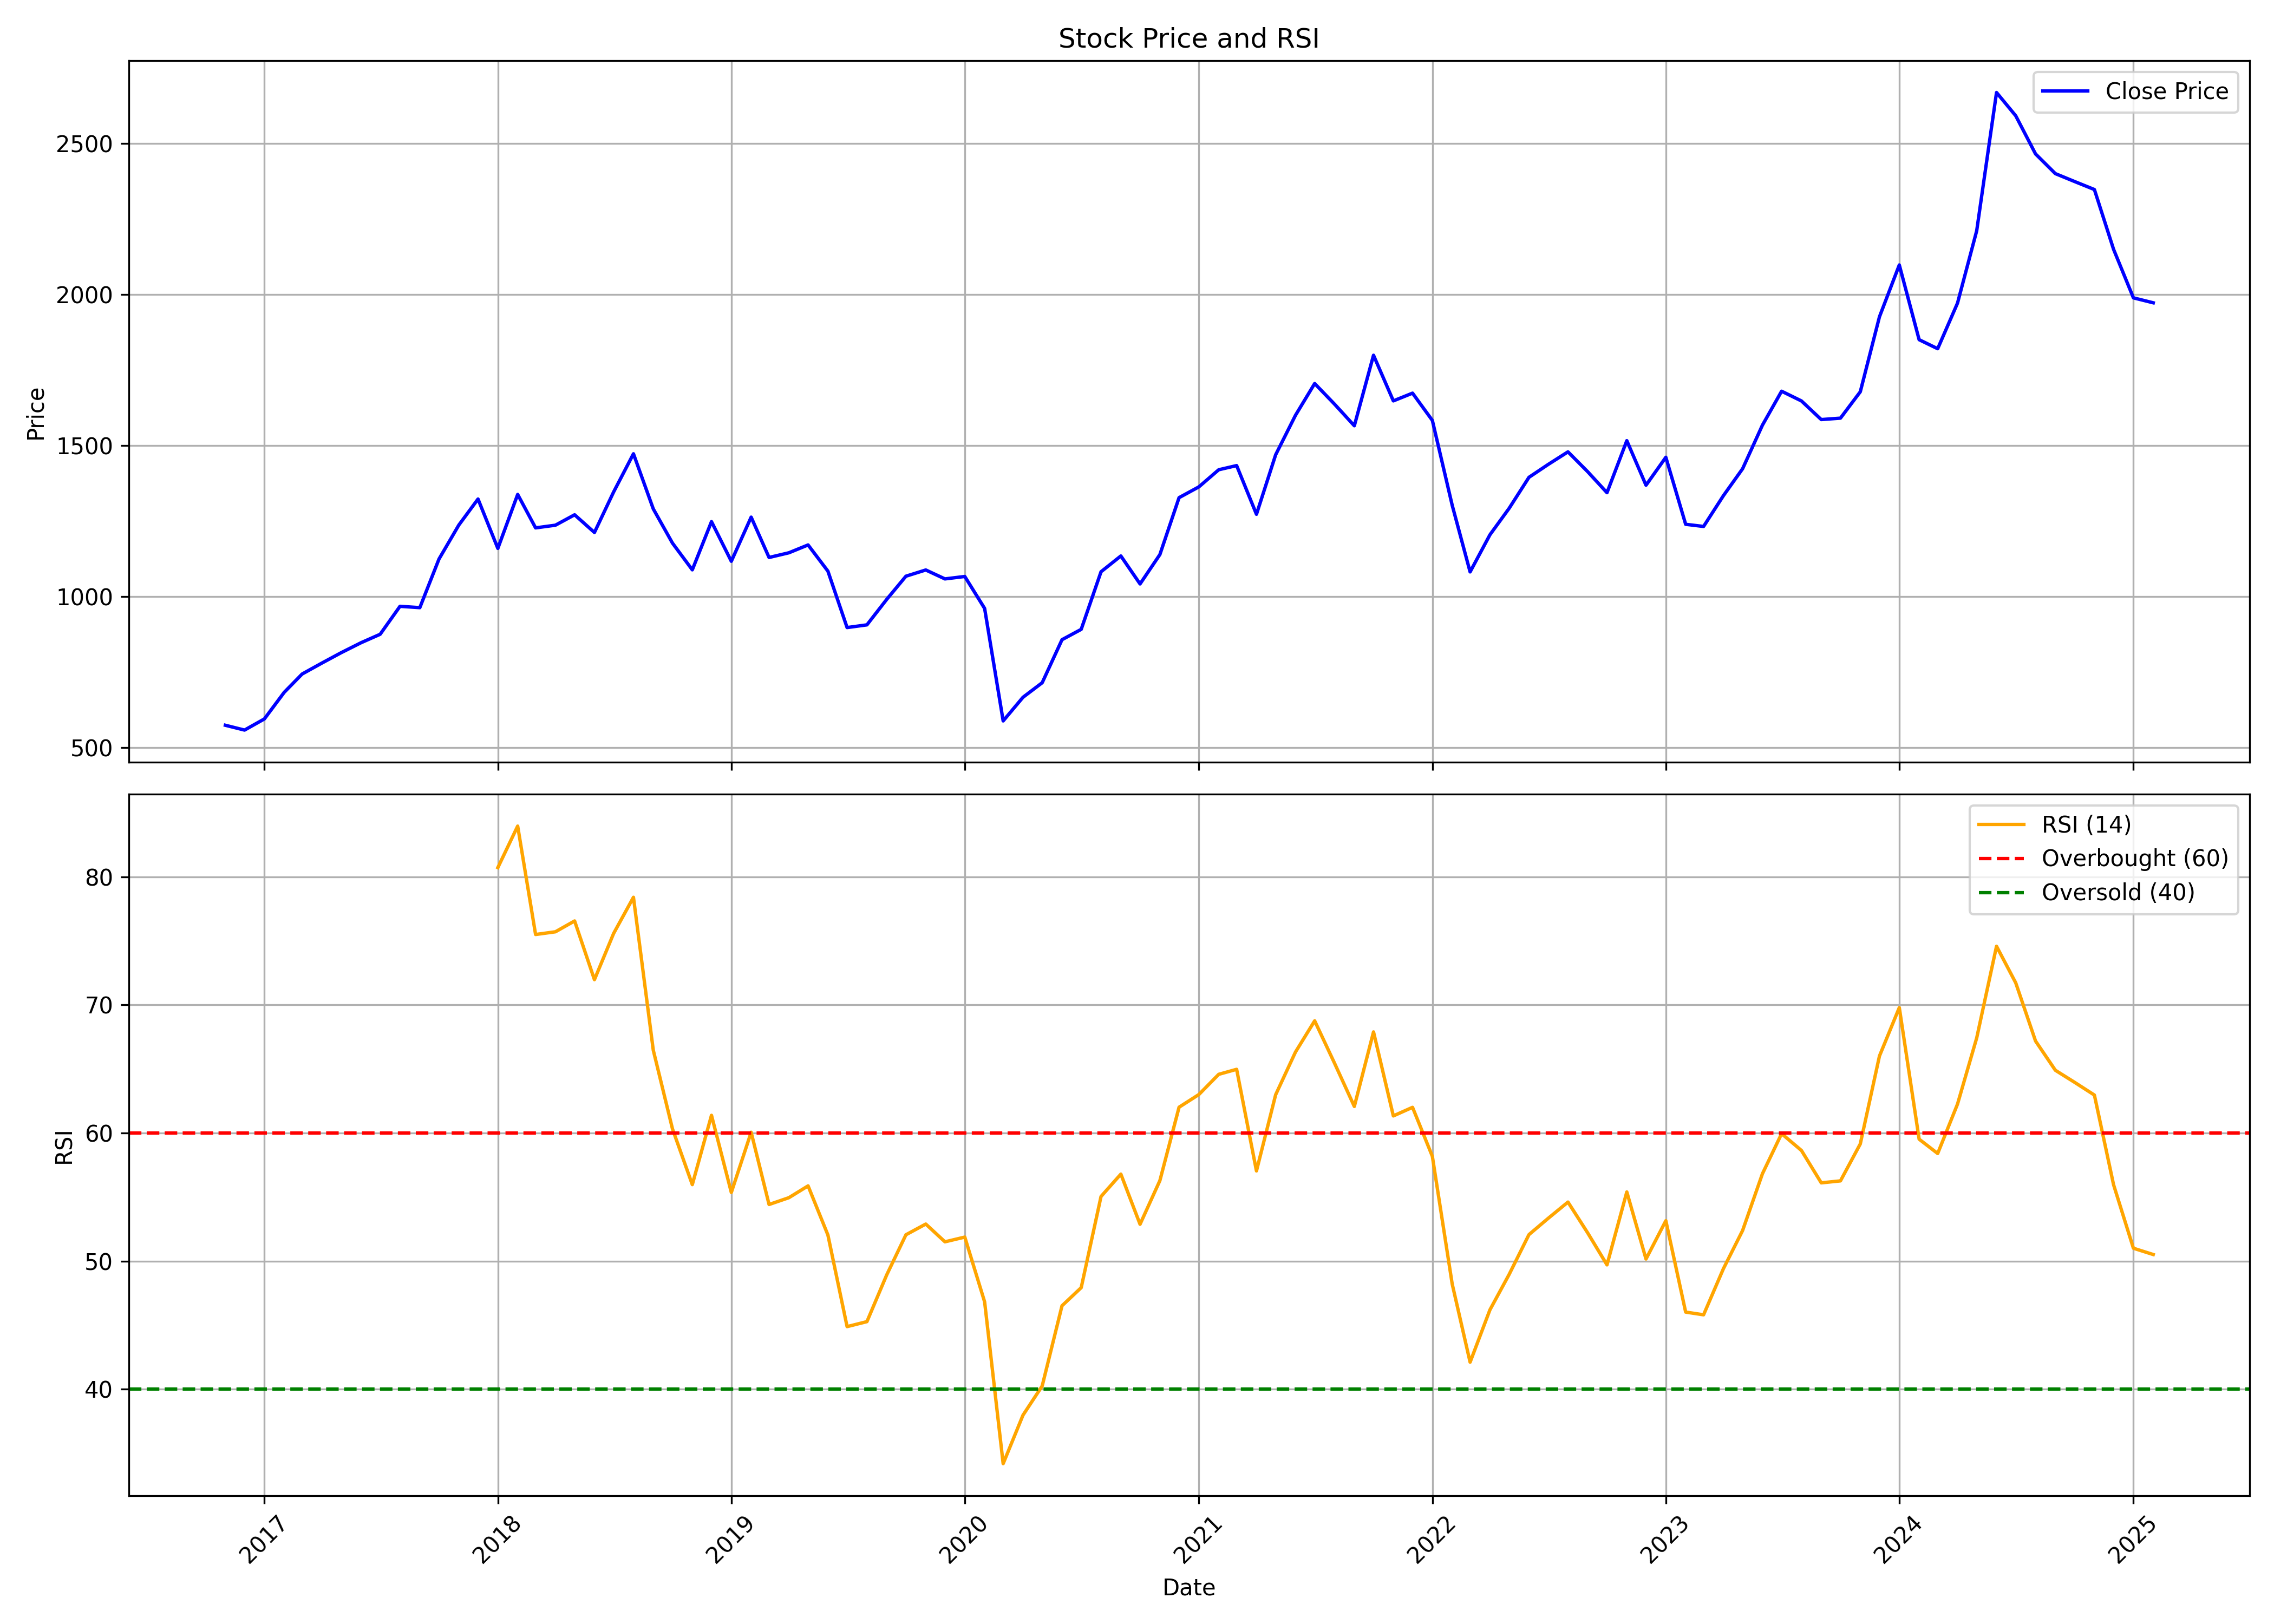 Stock Price and RSI
Close Price
2500
2000
1500
1000
500
Price
RSI (14)
Overbought (60)
Oversold (40)
80
70
60
50
40
RSI
2017
2018
2019
2020
2021
2022
2023
2024
2025
Date